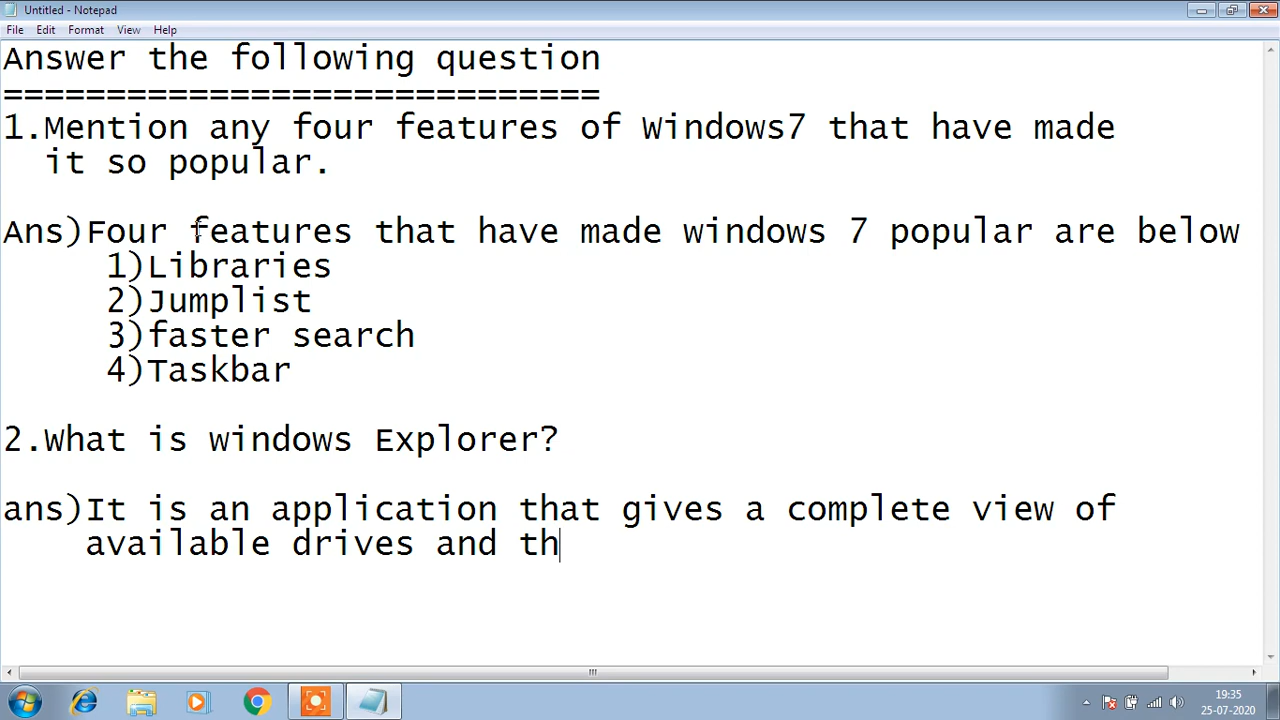 Untitled - Notepad
File Edit Format View Help
Answer the following question
=============================
1.Mention any four features of Windows7 that have made
it so popular.
Ans)Four features that have made windows 7 popular are below
1)Libraries
2)Jumplist
3)faster search
4)Taskbar
2.What is windows Explorer?
ans)It is an application that gives a complete view of
available drives and th
19:35
25-07-2020